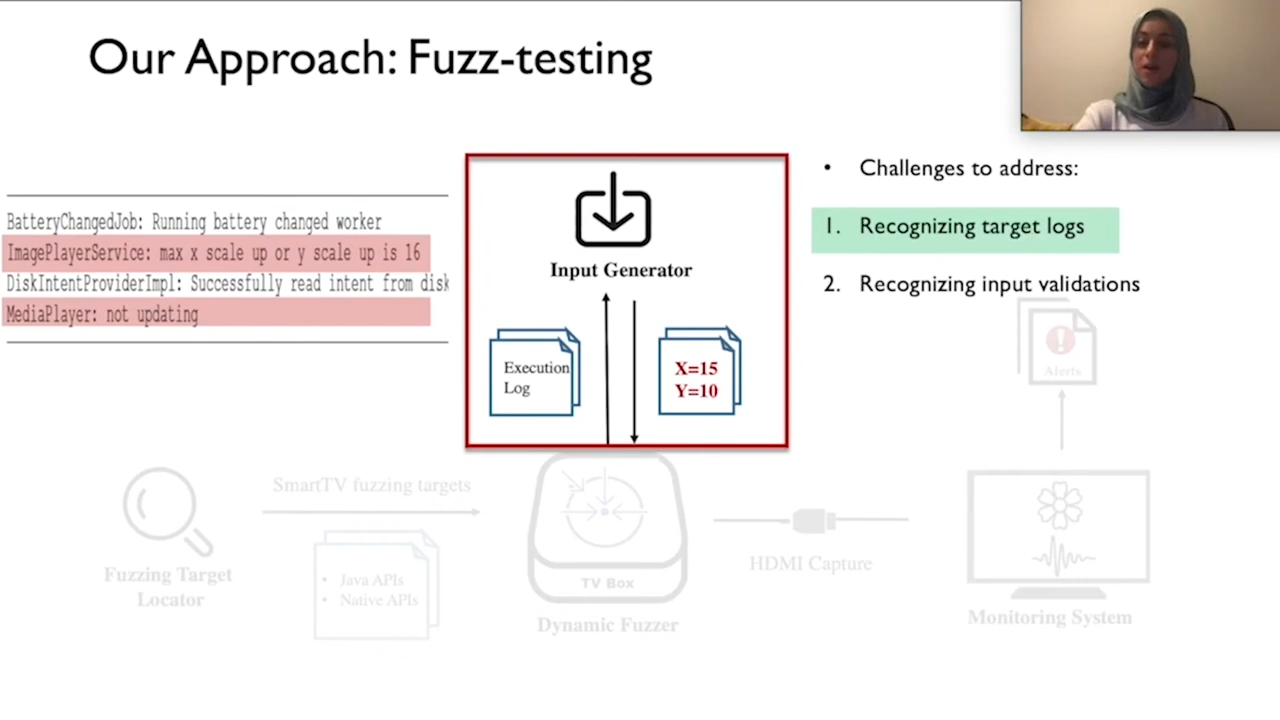 Our Approach: Fuzz-testing
BatteryChangedJob: Running battery changed worker
ImagePlayerService: max x scale up or y scale up is 16
DiskIntentProviderImpl: Successfully read intent from disk
MediaPlayer: not updating
Input Generator
Execution
Log
X=15
Y=10
• Challenges to address:
1. Recognizing target logs
2. Recognizing input validations
Alerts
SmartTV fuzzing targets
Fuzzing Target
Locator
• Java APIs
• Native APIs
TV Box
Dynamic Fuzzer
HDMI Capture
Monitoring System